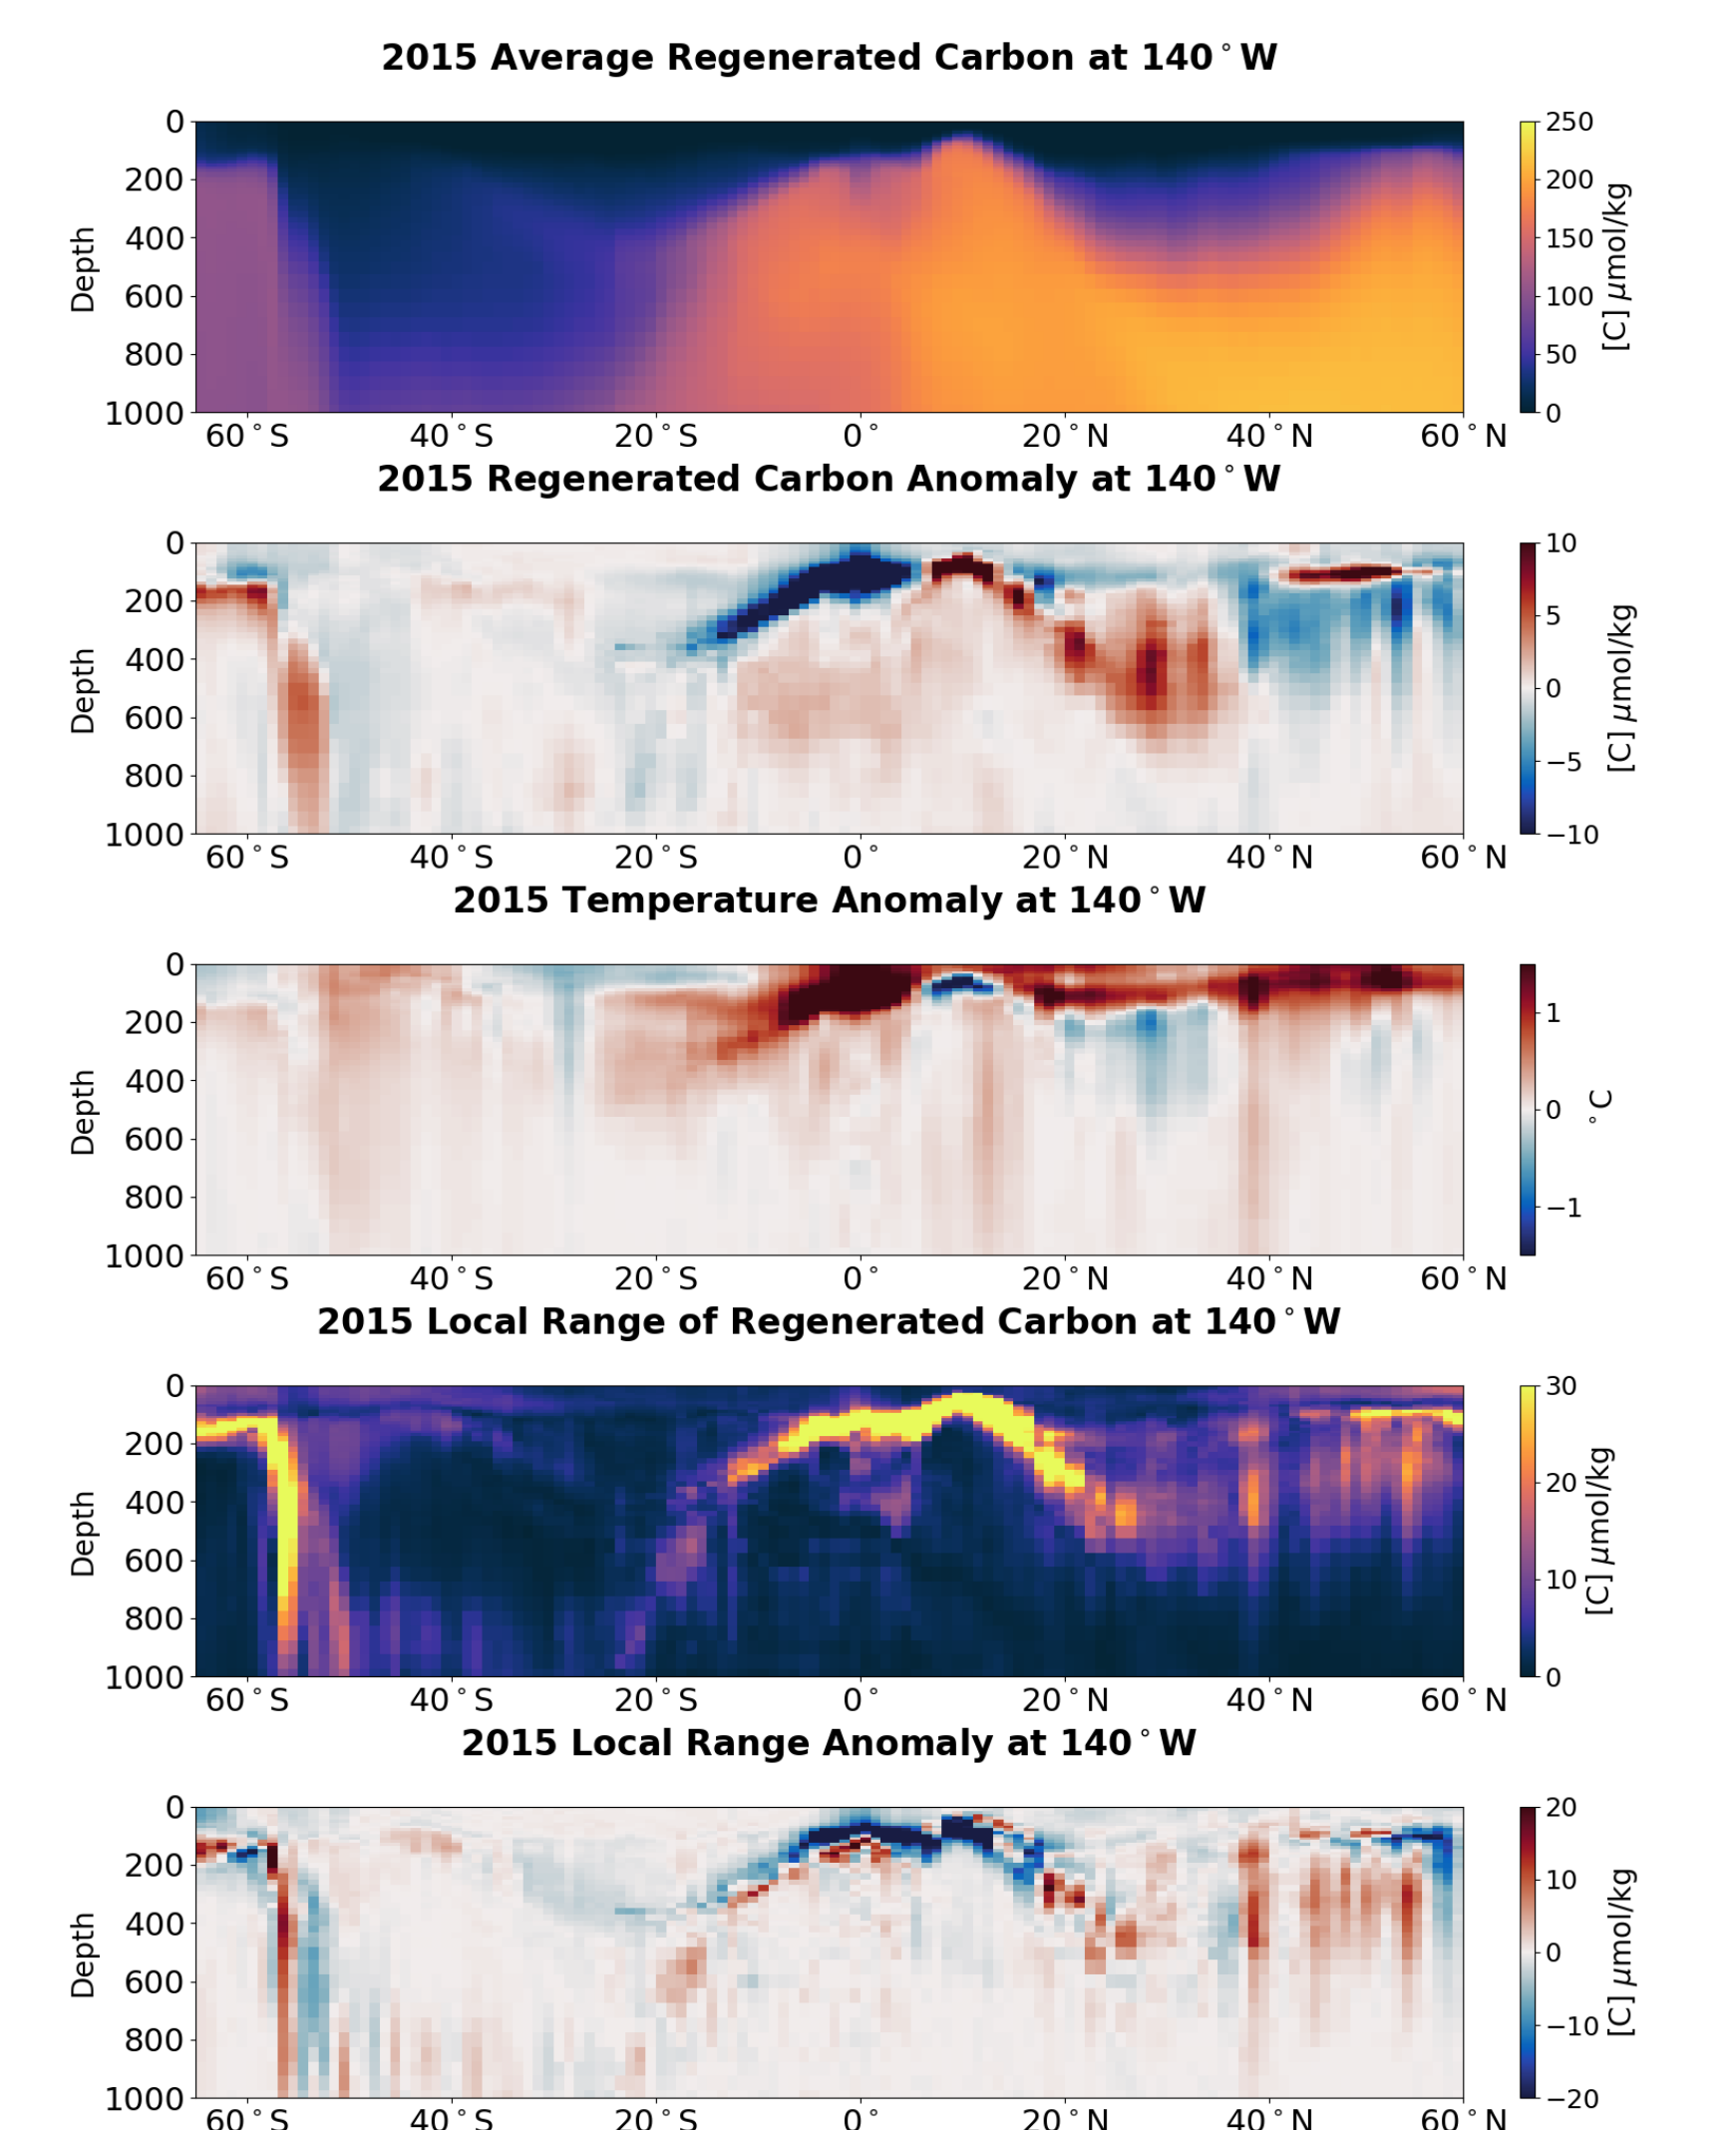 2015 Average Regenerated Carbon at 140°W
0
200
400
600
800
1000
Depth
60°S 40°S 20°S 0° 20°N 40°N 60°N
250
200
150
100
50
0
[C] μmol/kg
2015 Regenerated Carbon Anomaly at 140°W
0
200
400
600
800
1000
Depth
60°S 40°S 20°S 0° 20°N 40°N 60°N
10
5
0
−5
−10
[C] μmol/kg
2015 Temperature Anomaly at 140°W
0
200
400
600
800
1000
Depth
60°S 40°S 20°S 0° 20°N 40°N 60°N
1
0
−1
°C
2015 Local Range of Regenerated Carbon at 140°W
0
200
400
600
800
1000
Depth
60°S 40°S 20°S 0° 20°N 40°N 60°N
30
20
10
0
[C] μmol/kg
2015 Local Range Anomaly at 140°W
0
200
400
600
800
1000
Depth
60°S 40°S 20°S 0° 20°N 40°N 60°N
20
10
0
−10
−20
[C] μmol/kg